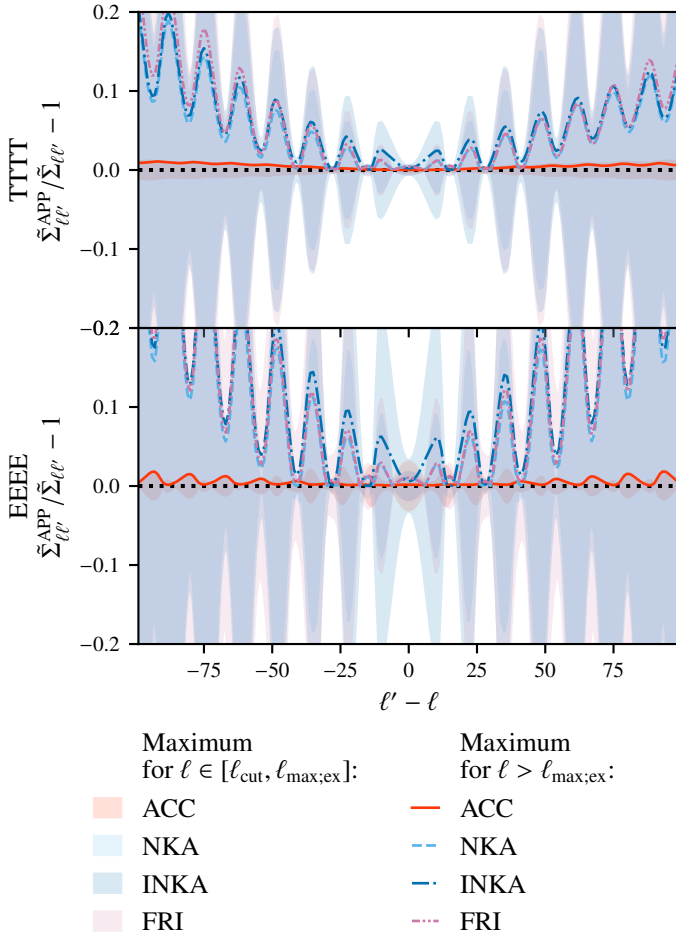 0.2
0.1
0.0
−0.1
−0.2
TTTT
Σ̃^APP_ℓℓ′/Σ̃_ℓℓ′ − 1
0.2
0.1
0.0
−0.1
−0.2
EEEE
Σ̃^APP_ℓℓ′/Σ̃_ℓℓ′ − 1
−75 −50 −25 0 25 50 75
ℓ′ − ℓ
Maximum
for ℓ ∈ [ℓ_cut, ℓ_max;ex]:
ACC
NKA
INKA
FRI
Maximum
for ℓ > ℓ_max;ex:
ACC
NKA
INKA
FRI